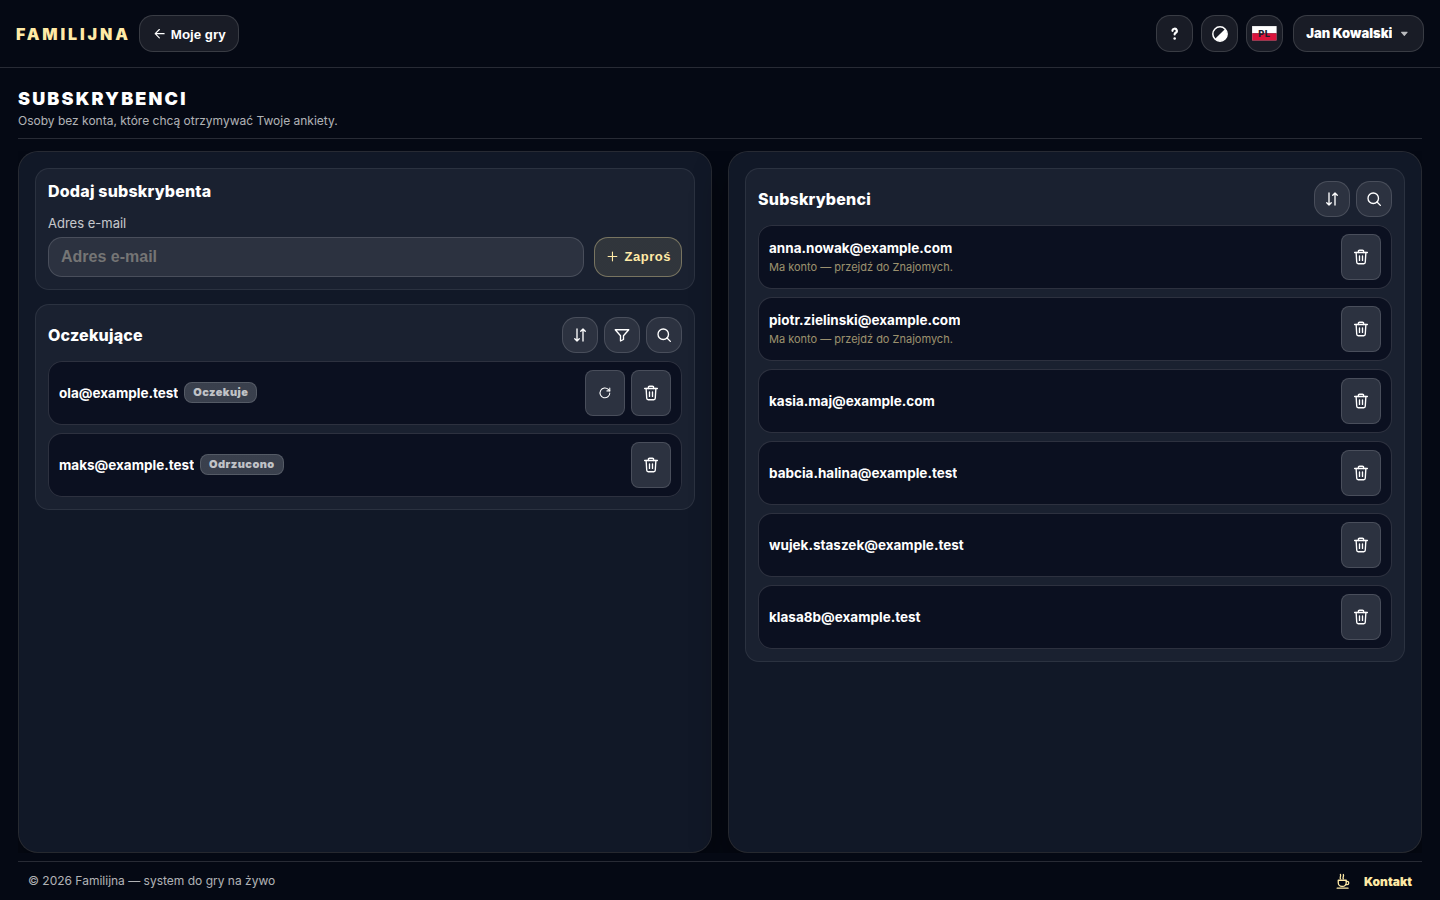 FAMILIJNA
Moje gry
?
PL
Jan Kowalski
SUBSKRYBENCI
Osoby bez konta, które chcą otrzymywać Twoje ankiety.
Dodaj subskrybenta
Adres e-mail
Adres e-mail
Zaproś
Oczekujące
ola@example.test Oczekuje
maks@example.test Odrzucono
Subskrybenci
anna.nowak@example.com
Ma konto — przejdź do Znajomych.
piotr.zielinski@example.com
Ma konto — przejdź do Znajomych.
kasia.maj@example.com
babcia.halina@example.test
wujek.staszek@example.test
klasa8b@example.test
© 2026 Familijna — system do gry na żywo
Kontakt